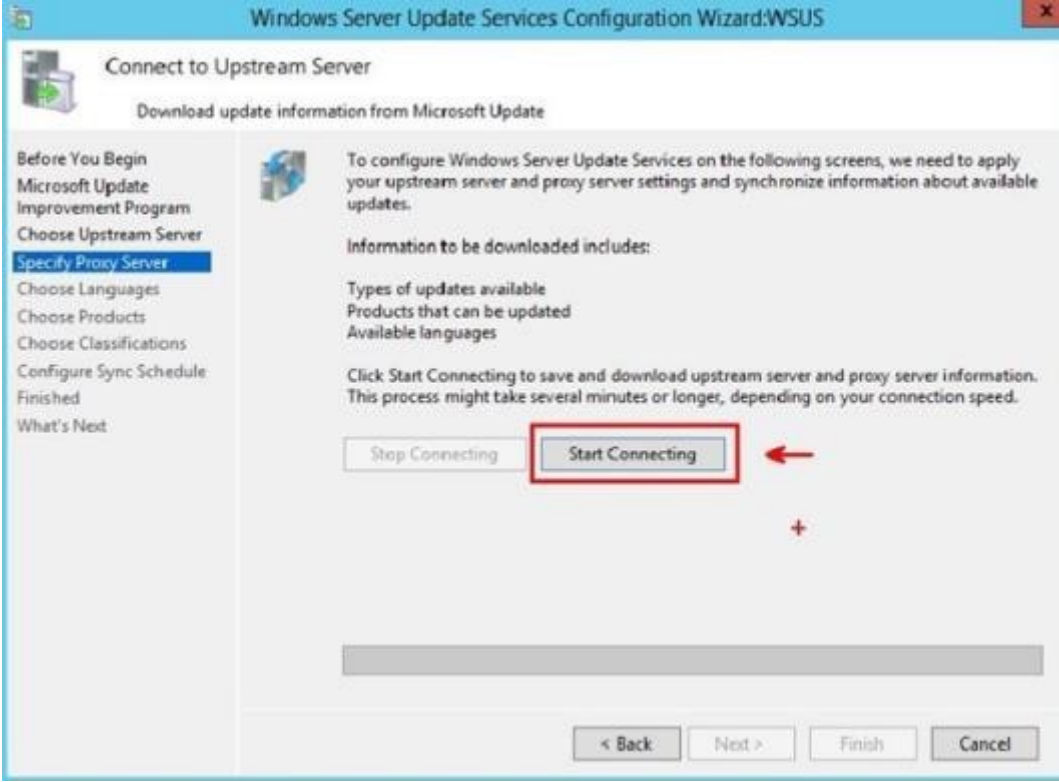 Windows Server Update Services Configuration Wizard:WSUS
x
Connect to Upstream Server
Download update information from Microsoft Update
Before You Begin
Microsoft Update
Improvement Program
Choose Upstream Server
Specify Proxy Server
Choose Languages
Choose Products
Choose Classifications
Configure Sync Schedule
Finished
What's Next
To configure Windows Server Update Services on the following screens, we need to apply
your upstream server and proxy server settings and synchronize information about available
updates.
Information to be downloaded includes:
Types of updates available
Products that can be updated
Available languages
Click Start Connecting to save and download upstream server and proxy server information.
This process might take several minutes or longer, depending on your connection speed.
Stop Connecting
Start Connecting
+
< Back
Next >
Finish
Cancel